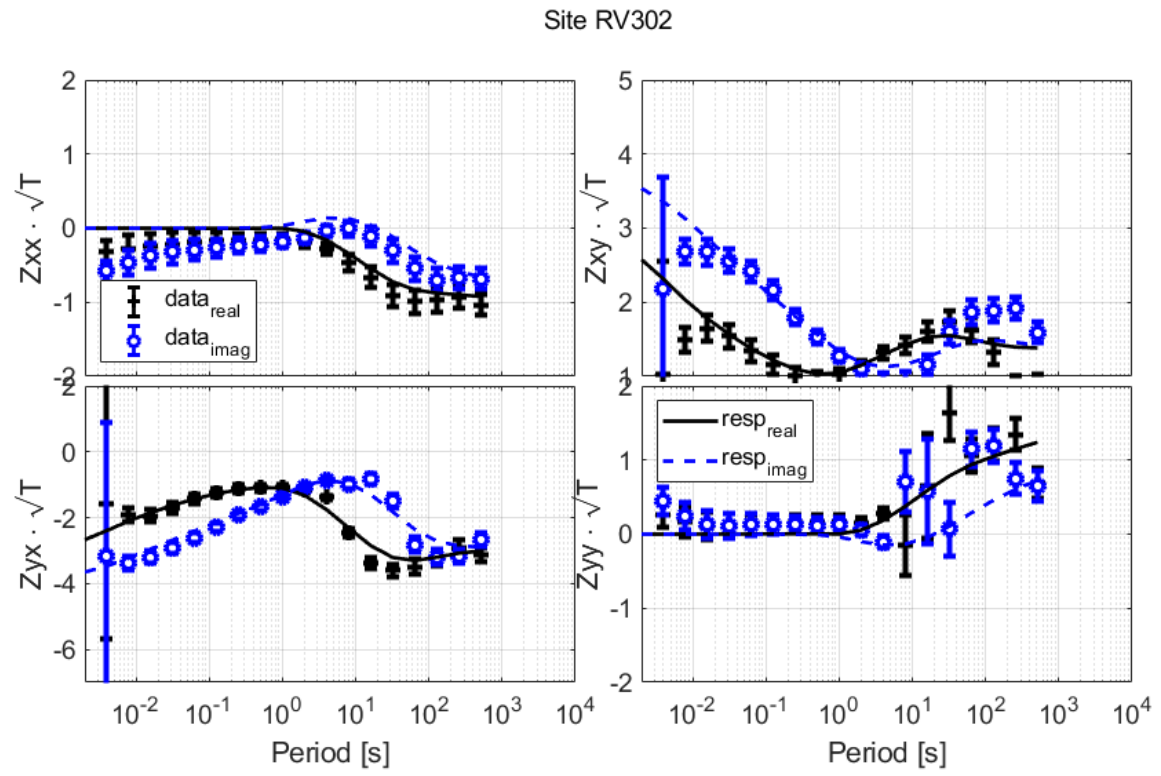 Site RV302
2
1
0
-1
-2
Zxx · √T
data_real
data_imag
5
4
3
2
1
Zxy · √T
2
0
-2
-4
-6
Zyx · √T
10^-2 10^-1 10^0 10^1 10^2 10^3 10^4
Period [s]
2
1
0
-1
-2
Zyy · √T
resp_real
resp_imag
10^-2 10^-1 10^0 10^1 10^2 10^3 10^4
Period [s]